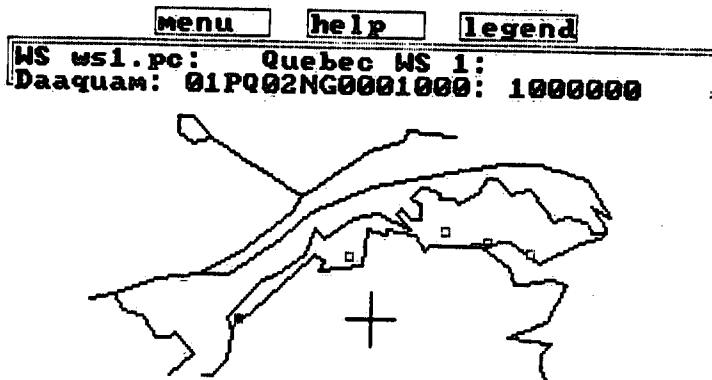 menu help legend
WS ws1.pc: Quebec WS 1:
Daaquam: 01PQ02NG0001000: 1000000